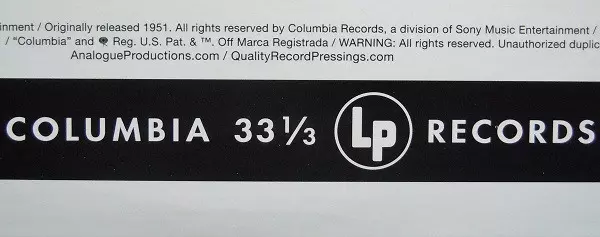 inment / Originally released 1951. All rights reserved by Columbia Records, a division of Sony Music Entertainment /
/ “Columbia” and Reg. U.S. Pat. & ™. Off Marca Registrada / WARNING: All rights reserved. Unauthorized duplic
AnalogueProductions.com / QualityRecordPressings.com
COLUMBIA 33⅓ Lp RECORDS